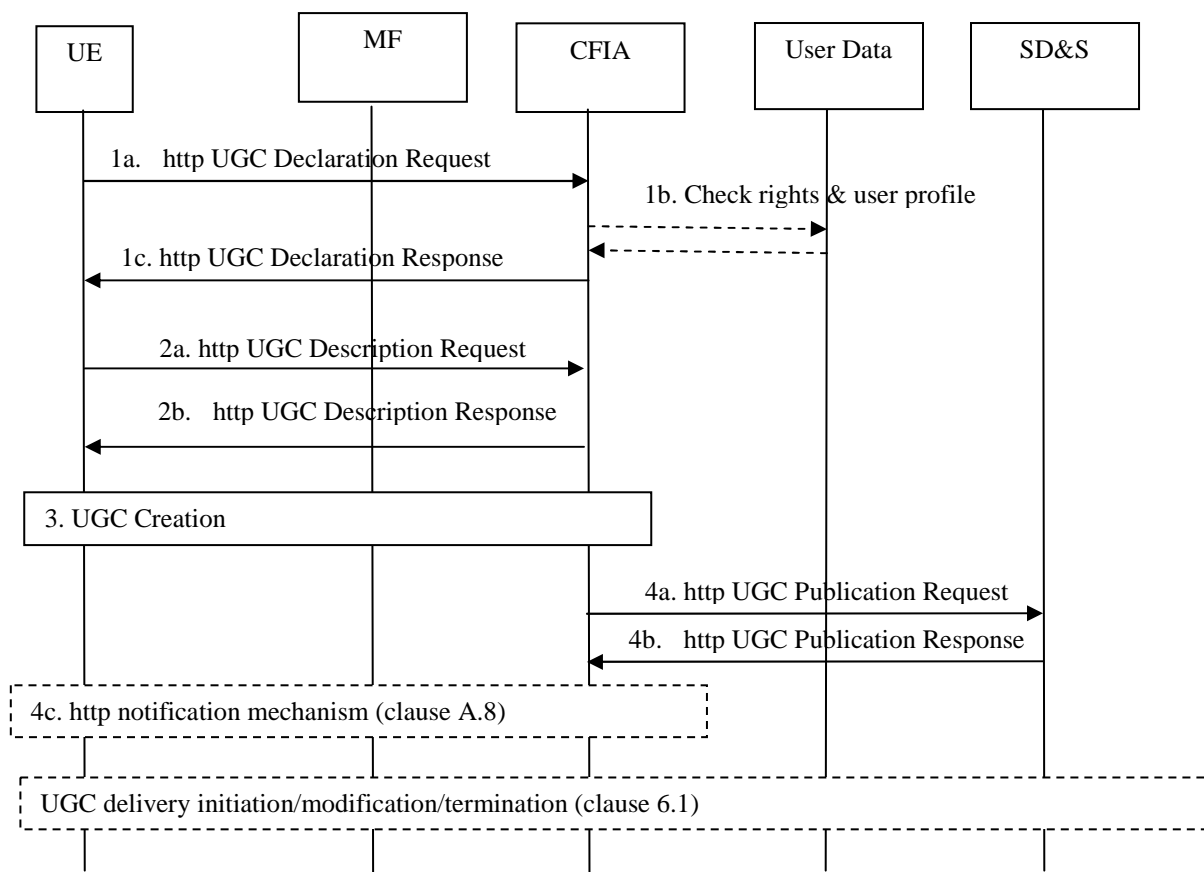 UE
MF
CFIA
User Data
SD&S
1a. http UGC Declaration Request
1b. Check rights & user profile
1c. http UGC Declaration Response
2a. http UGC Description Request
2b. http UGC Description Response
3. UGC Creation
4a. http UGC Publication Request
4b. http UGC Publication Response
4c. http notification mechanism (clause A.8)
UGC delivery initiation/modification/termination (clause 6.1)